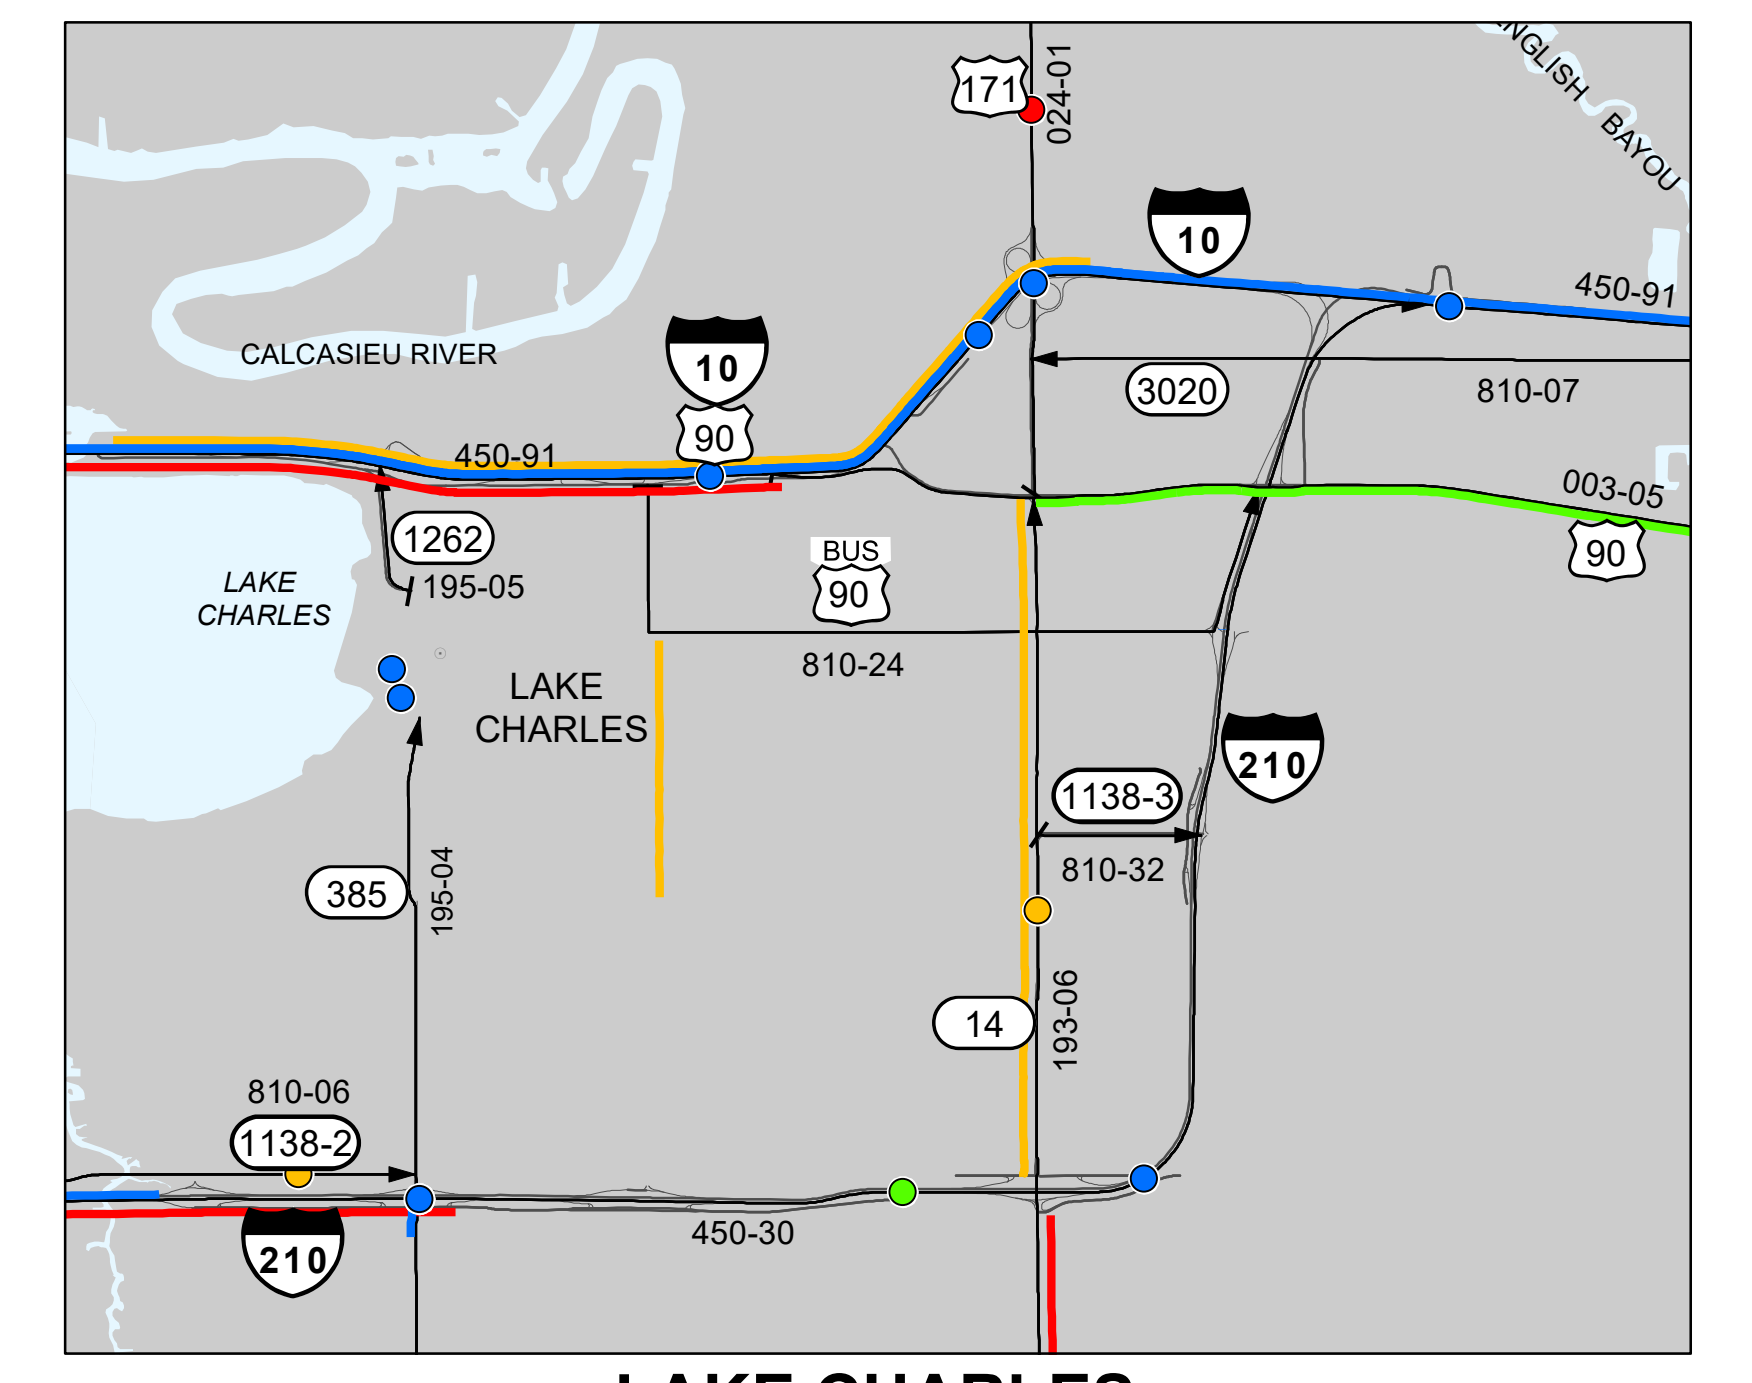 ENGLISH
BAYOU
171
024-01
10
450-91
CALCASIEU RIVER
10
90
3020
810-07
450-91
003-05
90
1262
195-05
BUS
90
810-24
LAKE
CHARLES
LAKE
CHARLES
210
1138-3
810-32
385
195-04
14
193-06
810-06
1138-2
210
450-30
LAKE CHARLES